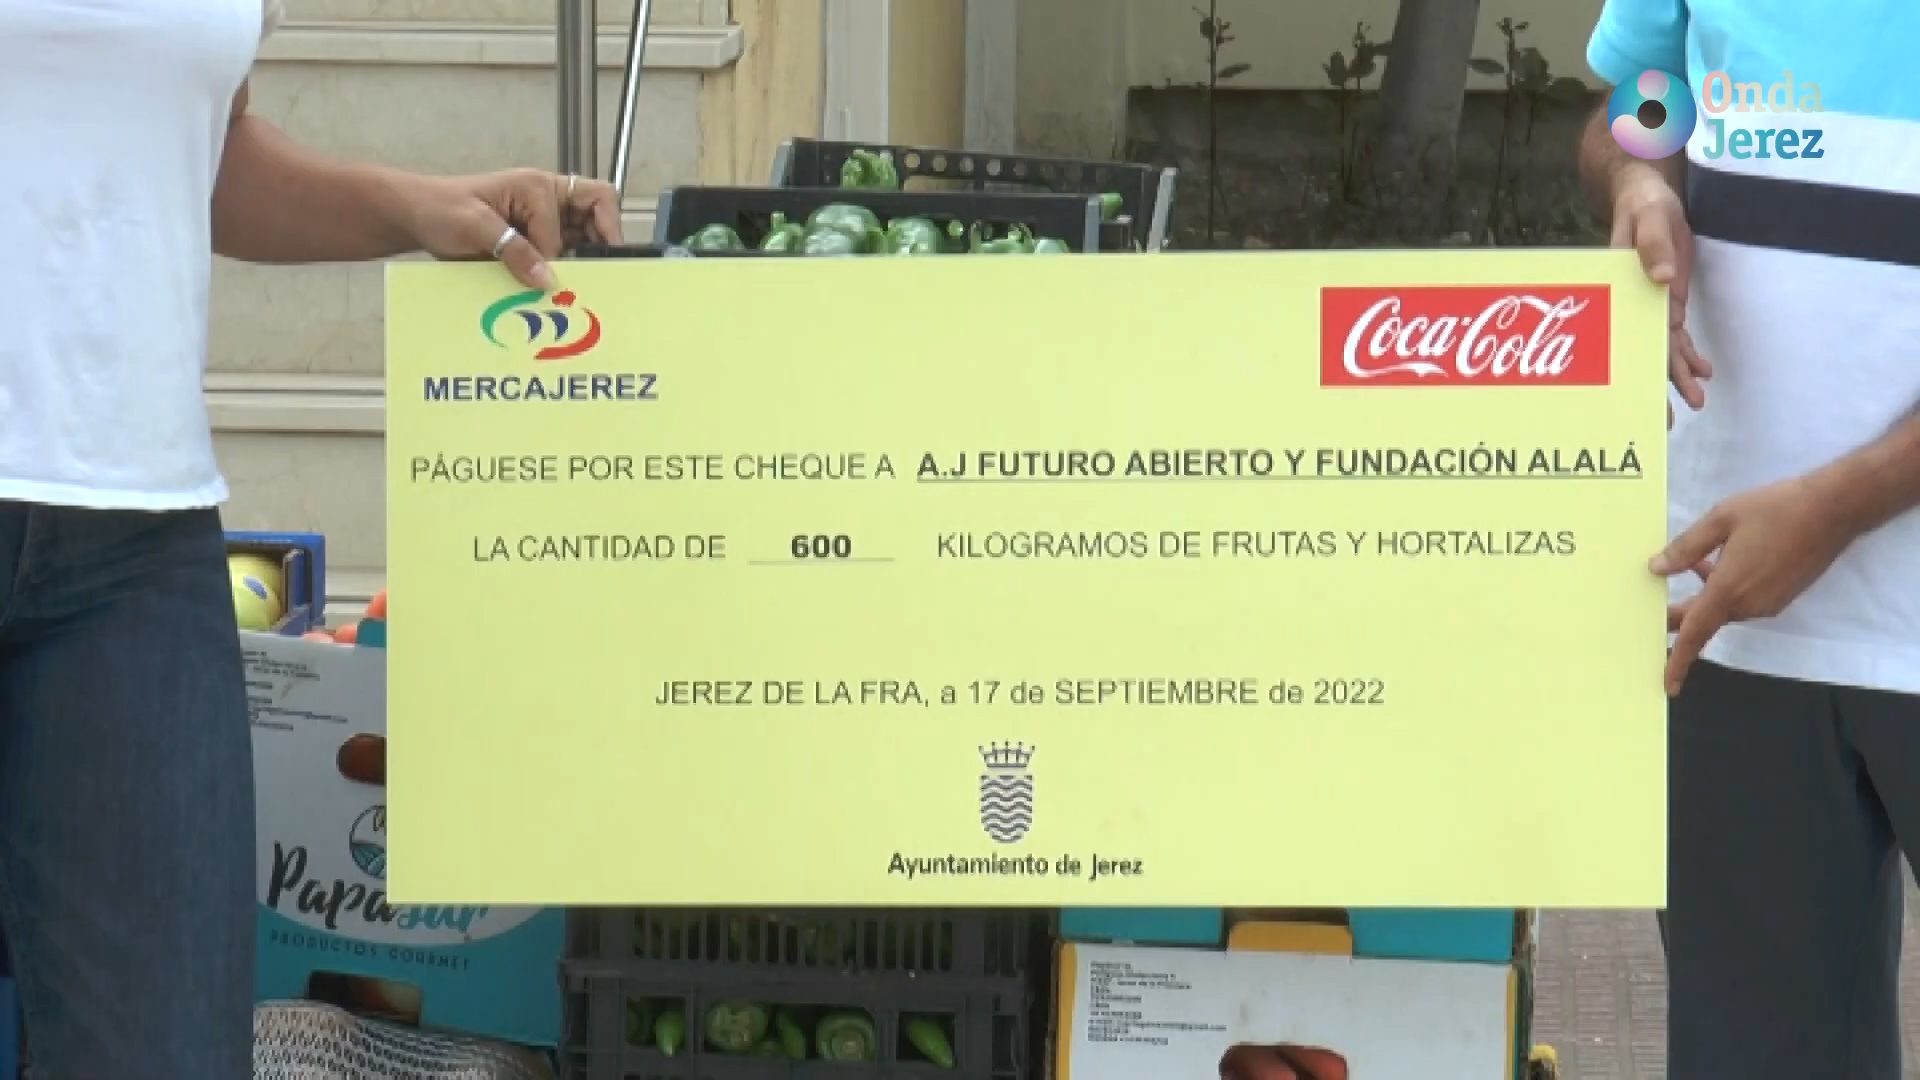 Onda
Jerez
MERCAJEREZ
Coca-Cola
PÁGUESE POR ESTE CHEQUE A A.J FUTURO ABIERTO Y FUNDACIÓN ALALÁ
LA CANTIDAD DE 600 KILOGRAMOS DE FRUTAS Y HORTALIZAS
JEREZ DE LA FRA, a 17 de SEPTIEMBRE de 2022
Ayuntamiento de Jerez
Papasur
PRODUCTOS GOURMET